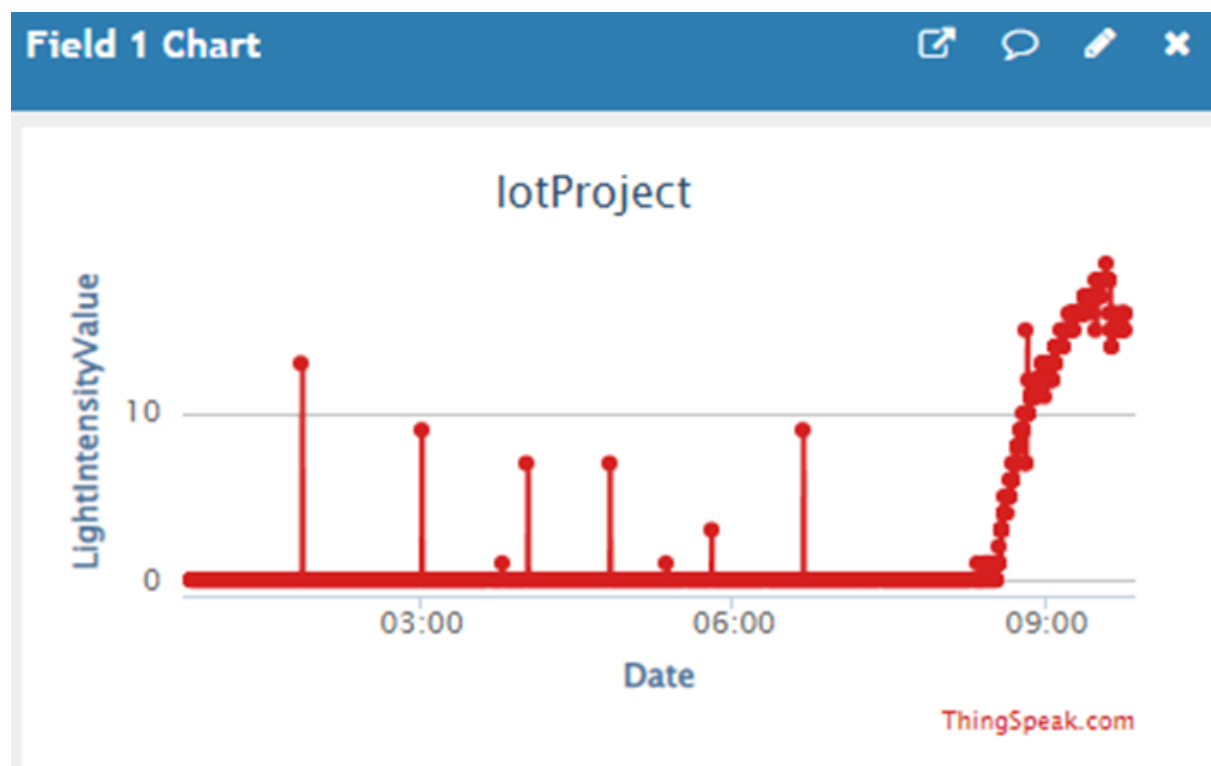 Field 1 Chart
IotProject
LightIntensityValue
10
0
03:00 06:00 09:00
Date
ThingSpeak.com